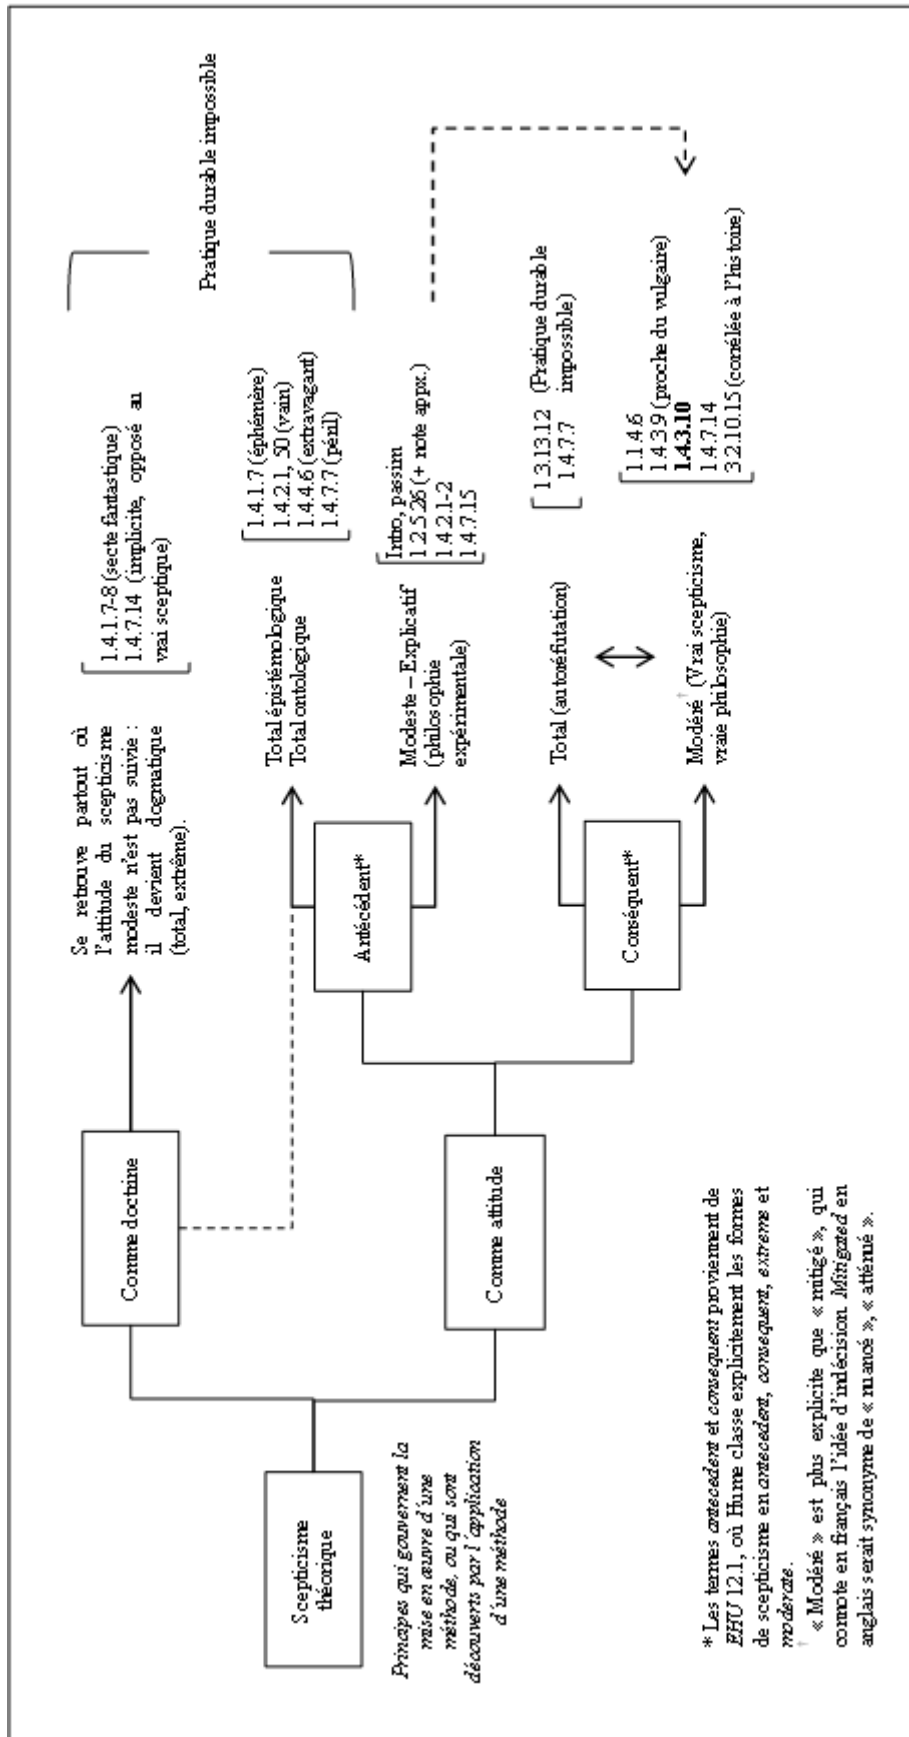 Scepticisme
théorique
Principes qui gouvernent la
mise en œuvre d'une
méthode, ou qui sont
découverts par l'application
d'une méthode
Comme doctrine
Comme attitude
Se retrouve partout où
l'attitude du scepticisme
modeste n'est pas suivie :
il devient dogmatique
(total, extrême).
1.4.1.7-8 (secte fantastique)
1.4.7.14 (implicite, opposé au
vrai sceptique)
Pratique durable impossible
Antécédent*
Total épistémologique
Total ontologique
1.4.1.7 (éphémère)
1.4.2.1, 50 (vain)
1.4.4.6 (extravagant)
1.4.7.7 (péril)
Modeste – Explicatif
(philosophie
expérimentale)
Intro, passim
1.2.5.26 (+ note appx.)
1.4.2.1-2
1.4.7.15
Conséquent*
Total (autoréfutation)
1.3.13.12 (Pratique durable
1.4.7.7 impossible)
Modéré† (Vrai scepticisme,
vraie philosophie)
1.1.4.6
1.4.3.9 (proche du vulgaire)
1.4.3.10
1.4.7.14
3.2.10.15 (corrélée à l'histoire)
* Les termes antecedent et consequent proviennent de
EHU 12.1, où Hume classe explicitement les formes
de scepticisme en antecedent, consequent, extreme et
moderate.
† « Modéré » est plus explicite que « mitigé », qui
connote en français l'idée d'indécision. Mitigated en
anglais serait synonyme de « nuancé », « atténué ».